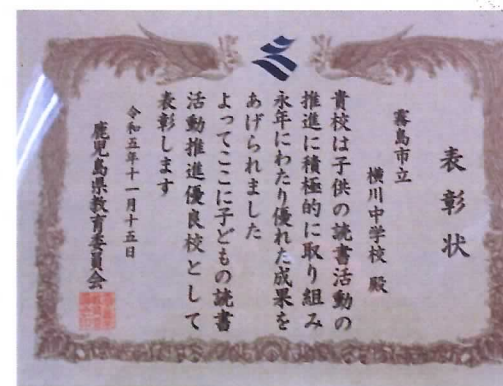 表彰状
霧島市立
横川中学校 殿
貴校は子供の読書活動の
推進に積極的に取り組み
永年にわたり優れた成果を
あげられました
よってここに子どもの読書
活動推進優良校として
表彰します
令和五年十一月十五日
鹿児島県教育委員会